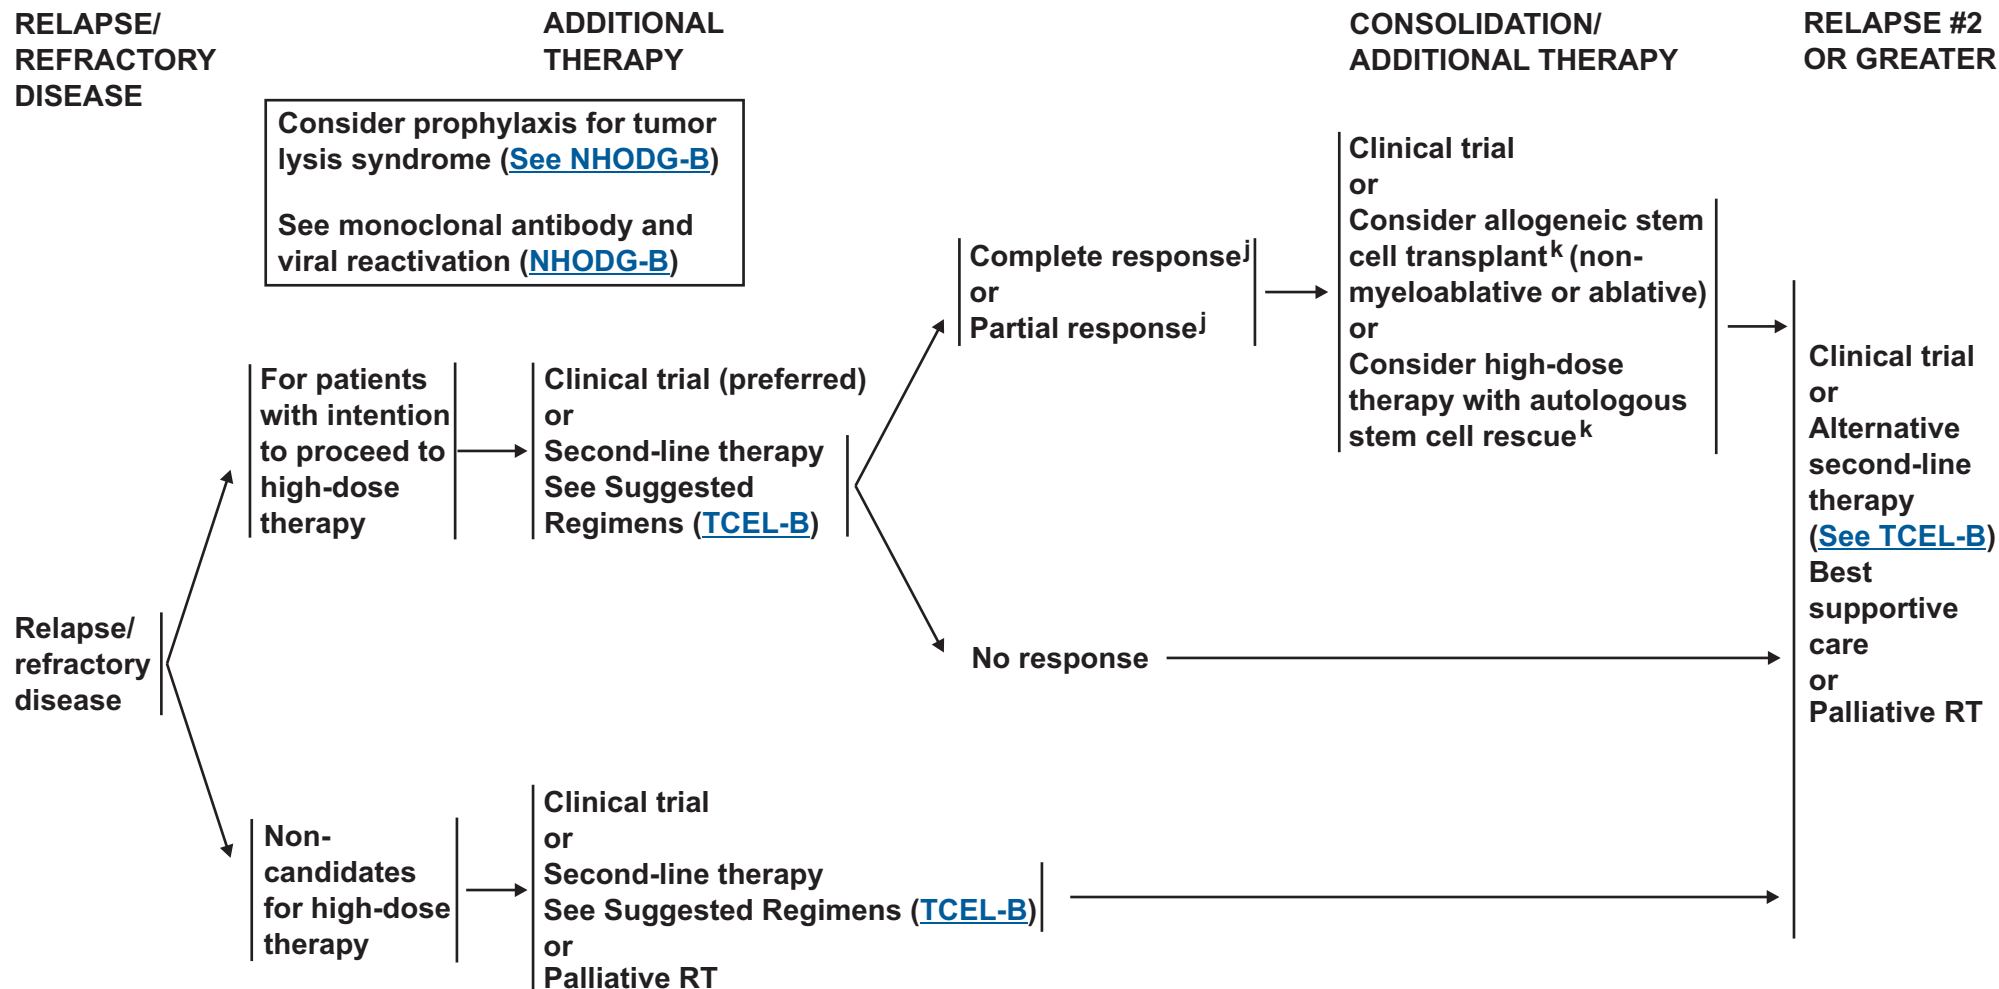 RELAPSE/
REFRACTORY
DISEASE
ADDITIONAL
THERAPY
CONSOLIDATION/
ADDITIONAL THERAPY
RELAPSE #2
OR GREATER
Consider prophylaxis for tumor
lysis syndrome (See NHODG-B)
See monoclonal antibody and
viral reactivation (NHODG-B)
Relapse/
refractory
disease
For patients
with intention
to proceed to
high-dose
therapy
Clinical trial (preferred)
or
Second-line therapy
See Suggested
Regimens (TCEL-B)
Complete responsej
or
Partial responsej
Clinical trial
or
Consider allogeneic stem
cell transplantk (non-
myeloablative or ablative)
or
Consider high-dose
therapy with autologous
stem cell rescuek
No response
Non-
candidates
for high-dose
therapy
Clinical trial
or
Second-line therapy
See Suggested Regimens (TCEL-B)
or
Palliative RT
Clinical trial
or
Alternative
second-line
therapy
(See TCEL-B)
Best
supportive
care
or
Palliative RT